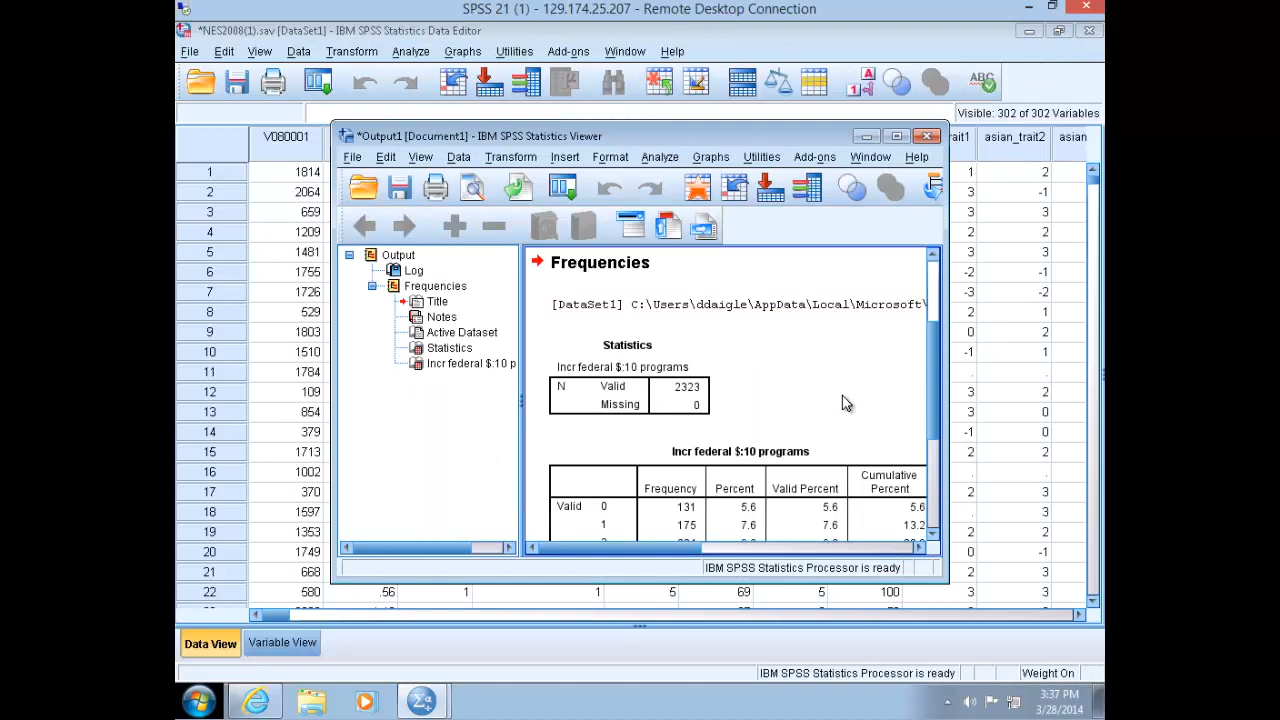 SPSS 21 (1) - 129.174.25.207 - Remote Desktop Connection
*NES2008(1).sav [DataSet1] - IBM SPSS Statistics Data Editor
File Edit View Data Transform Analyze Graphs Utilities Add-ons Window Help
Visible: 302 of 302 Variables
V080001 trait1 asian_trait2 asian
*Output1 [Document1] - IBM SPSS Statistics Viewer
File Edit View Data Transform Insert Format Analyze Graphs Utilities Add-ons Window Help
Output
Log
Frequencies
Title
Notes
Active Dataset
Statistics
Incr federal $:10 p
Frequencies
[DataSet1] C:\Users\ddaigle\AppData\Local\Microsoft\
Statistics
Incr federal $:10 programs
N Valid 2323
Missing 0
Incr federal $:10 programs
Frequency Percent Valid Percent Cumulative Percent
Valid 0 131 5.6 5.6 5.6
1 175 7.6 7.6 13.2
IBM SPSS Statistics Processor is ready
1 1814 1 2
2 2064 3 -1
3 659 3 3
4 1209 2 2
5 1481 3 3
6 1755 -2 -1
7 1726 -3 -2
8 529 2 1
9 1803 0 2
10 1510 -1 1
11 1784 . .
12 109 3 2
13 854 3 0
14 379 -1 0
15 1713 2 2
16 1002 .
17 370 2 3
18 1597 . .
19 1353 2 2
20 1749 0 -1
21 668 2 3
22 580 .56 1 1 5 69 5 100 3 3
Data View Variable View
IBM SPSS Statistics Processor is ready Weight On
3:37 PM
3/28/2014